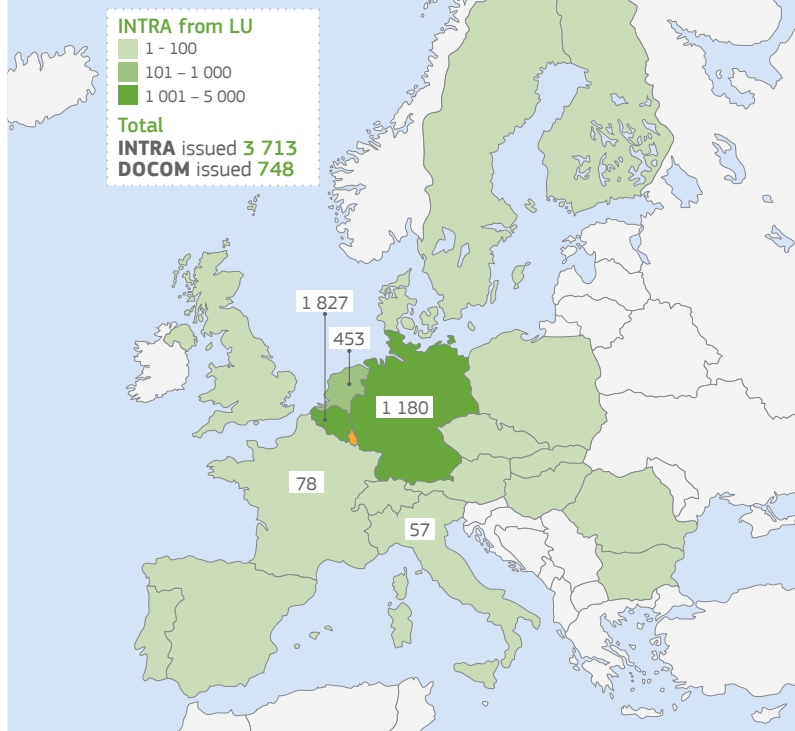 INTRA from LU
1 - 100
101 – 1 000
1 001 – 5 000
Total
INTRA issued 3 713
DOCOM issued 748
1 827
453
1 180
78
57